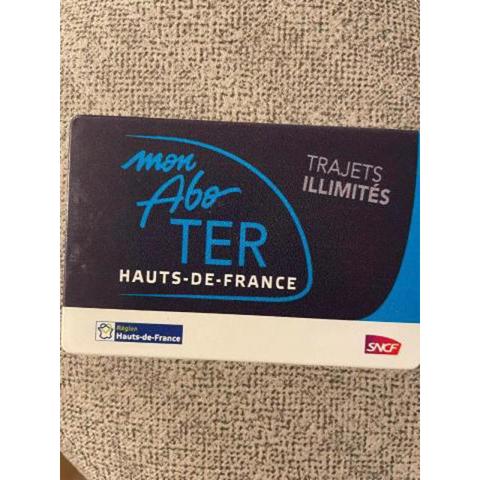 mon
Abo
TER
HAUTS-DE-FRANCE
TRAJETS
ILLIMITÉS
Région
Hauts-de-France
SNCF